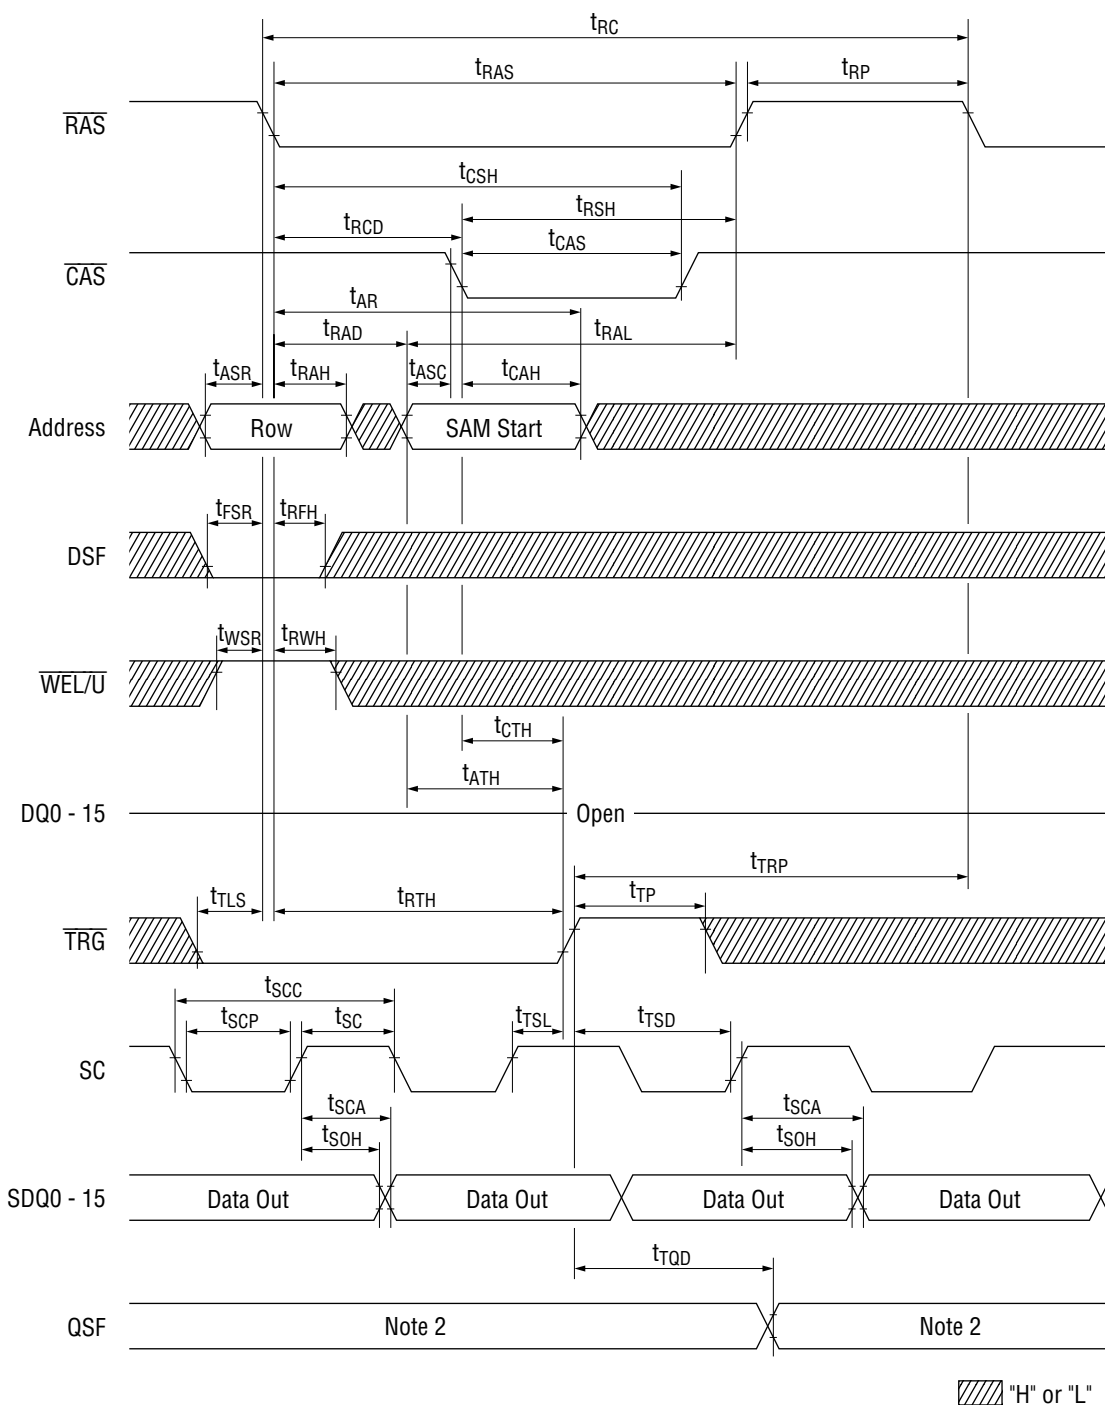 tRC
tRAS tRP
RAS
tCSH
tRSH
tRCD
tCAS
CAS
tAR
tRAD tRAL
tASR tRAH tASC tCAH
Address Row SAM Start
tFSR tRFH
DSF
tWSR tRWH
WEL/U
tCTH
tATH
DQ0 - 15 Open
tTRP
tTLS tRTH tTP
TRG
tSCC
tSCP tSC tTSL tTSD
SC
tSCA tSCA
tSOH tSOH
SDQ0 - 15 Data Out Data Out Data Out Data Out
tTQD
QSF Note 2 Note 2
"H" or "L"